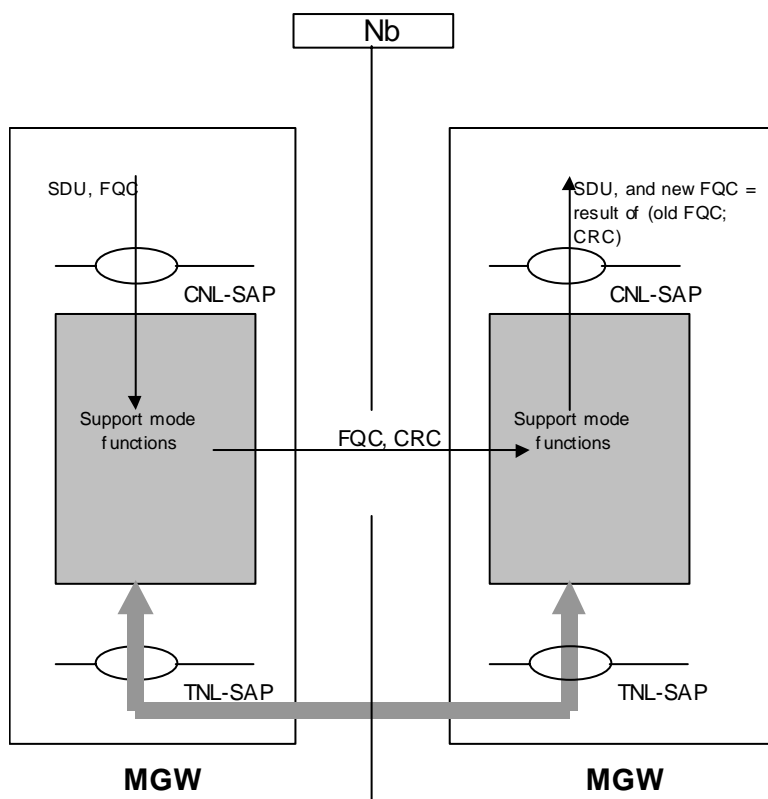 Nb
SDU, FQC
SDU, and new FQC =
result of (old FQC;
CRC)
CNL-SAP
CNL-SAP
Support mode
functions
Support mode
functions
FQC, CRC
TNL-SAP
TNL-SAP
MGW
MGW